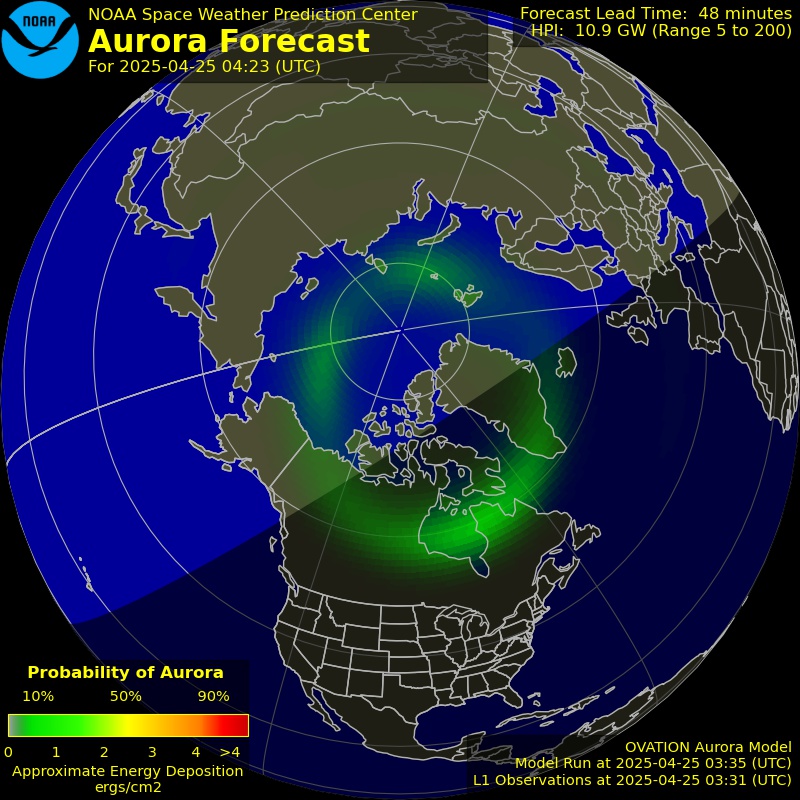 NOAA
NOAA Space Weather Prediction Center
Aurora Forecast
For 2025-04-25 04:23 (UTC)
Forecast Lead Time: 48 minutes
HPI: 10.9 GW (Range 5 to 200)
Probability of Aurora
10% 50% 90%
0 1 2 3 4 >4
Approximate Energy Deposition
ergs/cm2
OVATION Aurora Model
Model Run at 2025-04-25 03:35 (UTC)
L1 Observations at 2025-04-25 03:31 (UTC)